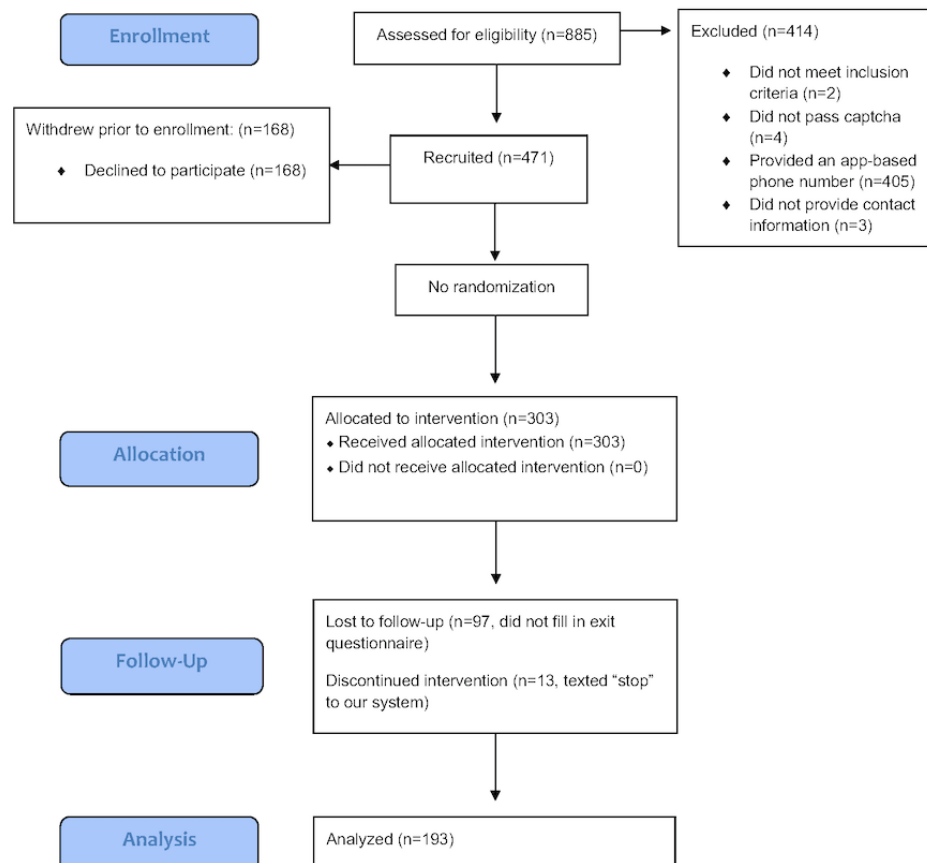 Enrollment
Assessed for eligibility (n=885)
Excluded (n=414)
♦ Did not meet inclusion
criteria (n=2)
♦ Did not pass captcha
(n=4)
♦ Provided an app-based
phone number (n=405)
♦ Did not provide contact
information (n=3)
Withdrew prior to enrollment: (n=168)
♦ Declined to participate (n=168)
Recruited (n=471)
No randomization
Allocation
Allocated to intervention (n=303)
♦ Received allocated intervention (n=303)
♦ Did not receive allocated intervention (n=0)
Follow-Up
Lost to follow-up (n=97, did not fill in exit
questionnaire)
Discontinued intervention (n=13, texted “stop”
to our system)
Analysis
Analyzed (n=193)